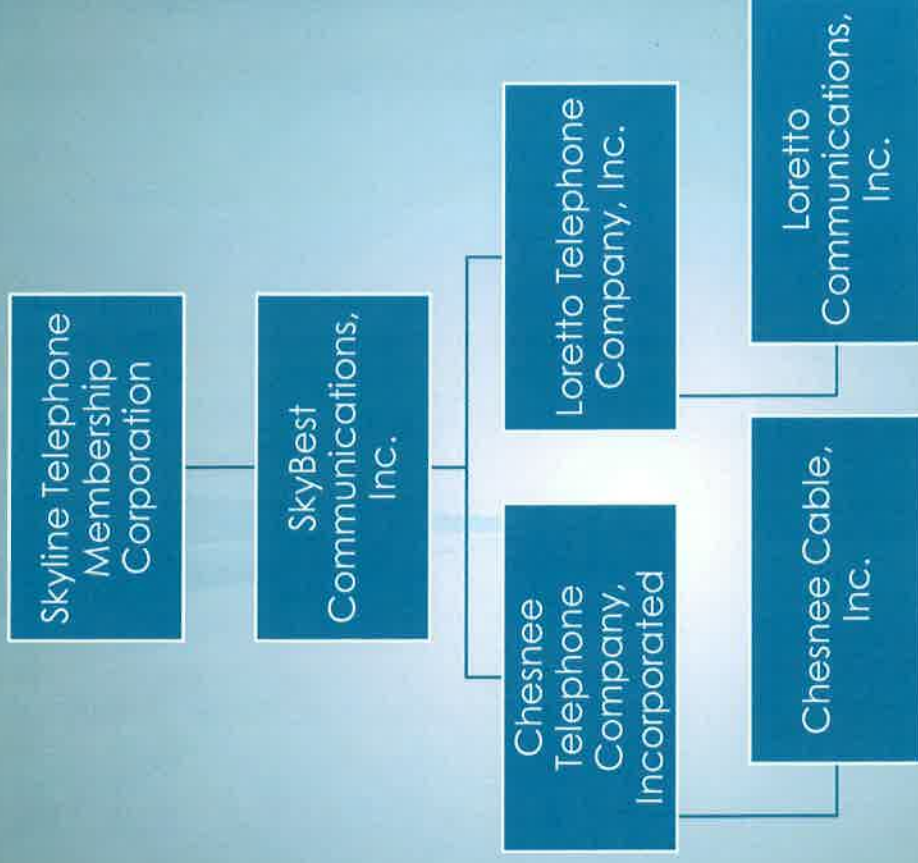 Skyline Telephone
Membership
Corporation
SkyBest
Communications,
Inc.
Chesnee
Telephone
Company,
Incorporated
Loretto Telephone
Company, Inc.
Chesnee Cable,
Inc.
Loretto
Communications,
Inc.